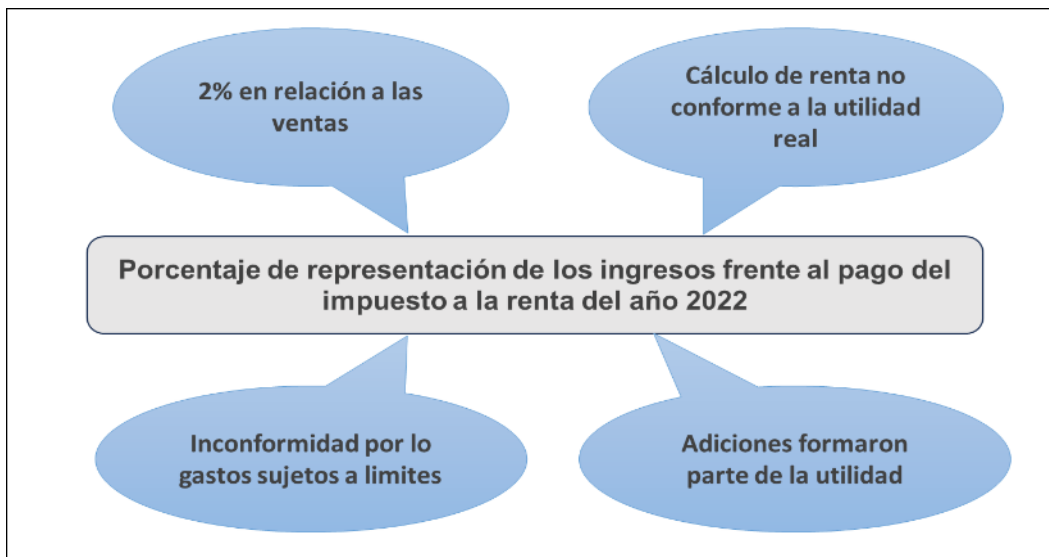 2% en relación a las
ventas
Cálculo de renta no
conforme a la utilidad
real
Porcentaje de representación de los ingresos frente al pago del
impuesto a la renta del año 2022
Inconformidad por lo
gastos sujetos a limites
Adiciones formaron
parte de la utilidad